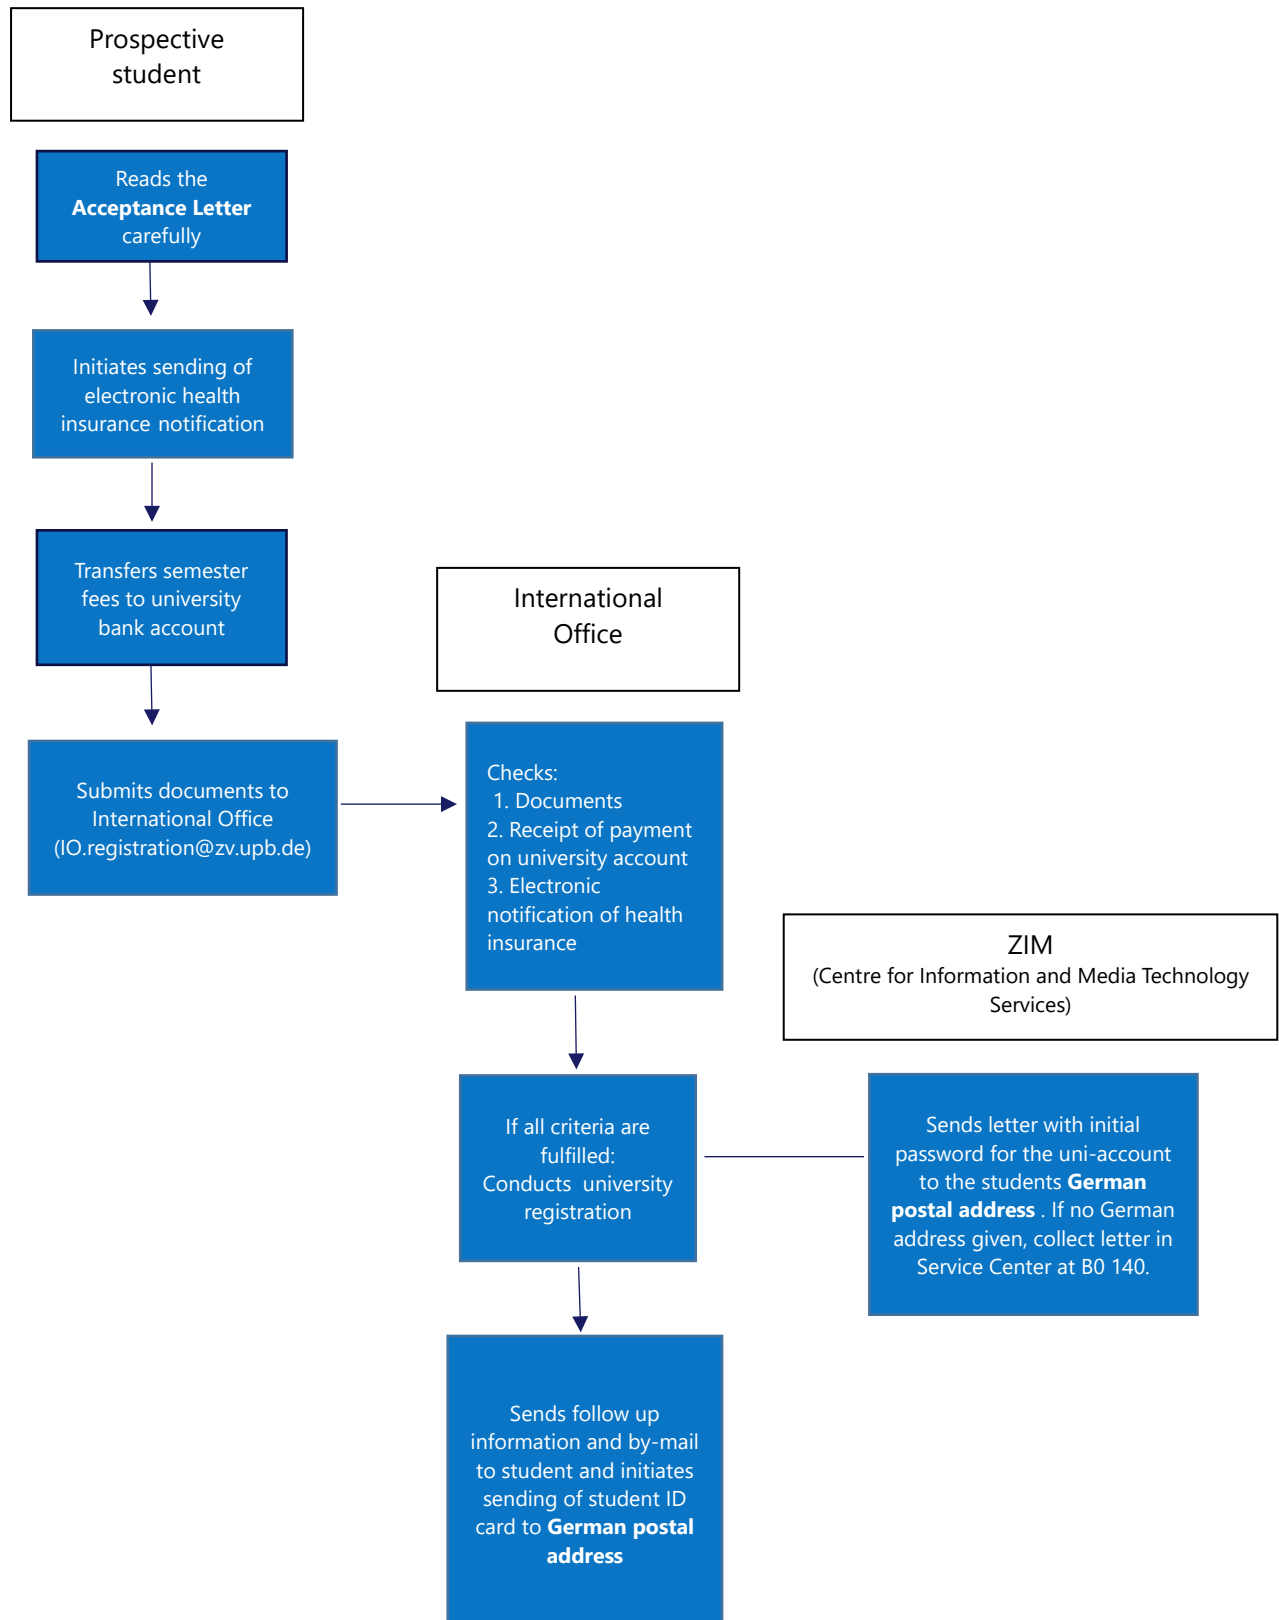 Prospective
student
Reads the
Acceptance Letter
carefully
Initiates sending of
electronic health
insurance notification
Transfers semester
fees to university
bank account
Submits documents to
International Office
(IO.registration@zv.upb.de)
International
Office
Checks:
1. Documents
2. Receipt of payment
on university account
3. Electronic
notification of health
insurance
If all criteria are
fulfilled:
Conducts university
registration
Sends follow up
information and by-mail
to student and initiates
sending of student ID
card to German postal
address
ZIM
(Centre for Information and Media Technology
Services)
Sends letter with initial
password for the uni-account
to the students German
postal address . If no German
address given, collect letter in
Service Center at B0 140.